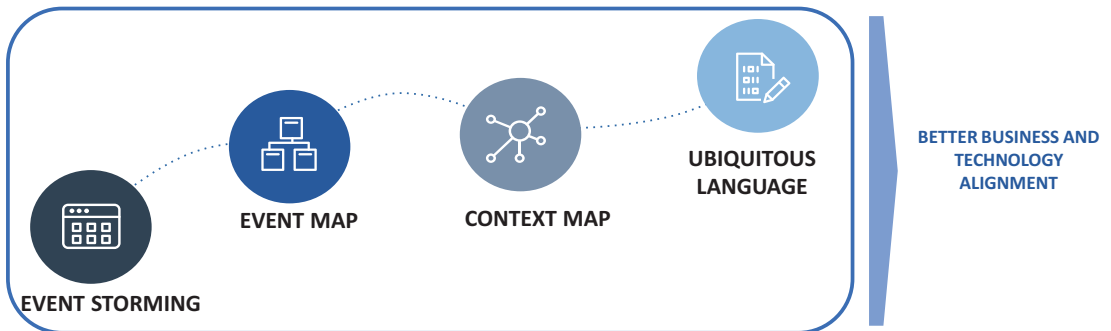 EVENT STORMING
EVENT MAP
CONTEXT MAP
UBIQUITOUS
LANGUAGE
BETTER BUSINESS AND
TECHNOLOGY
ALIGNMENT